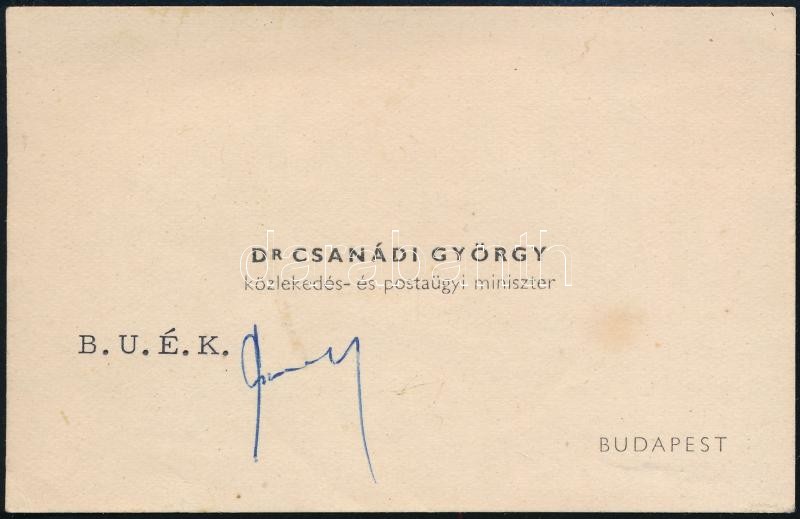 DR CSANÁDI GYÖRGY
közlekedés- és postaügyi miniszter
B. U. É. K.
BUDAPEST